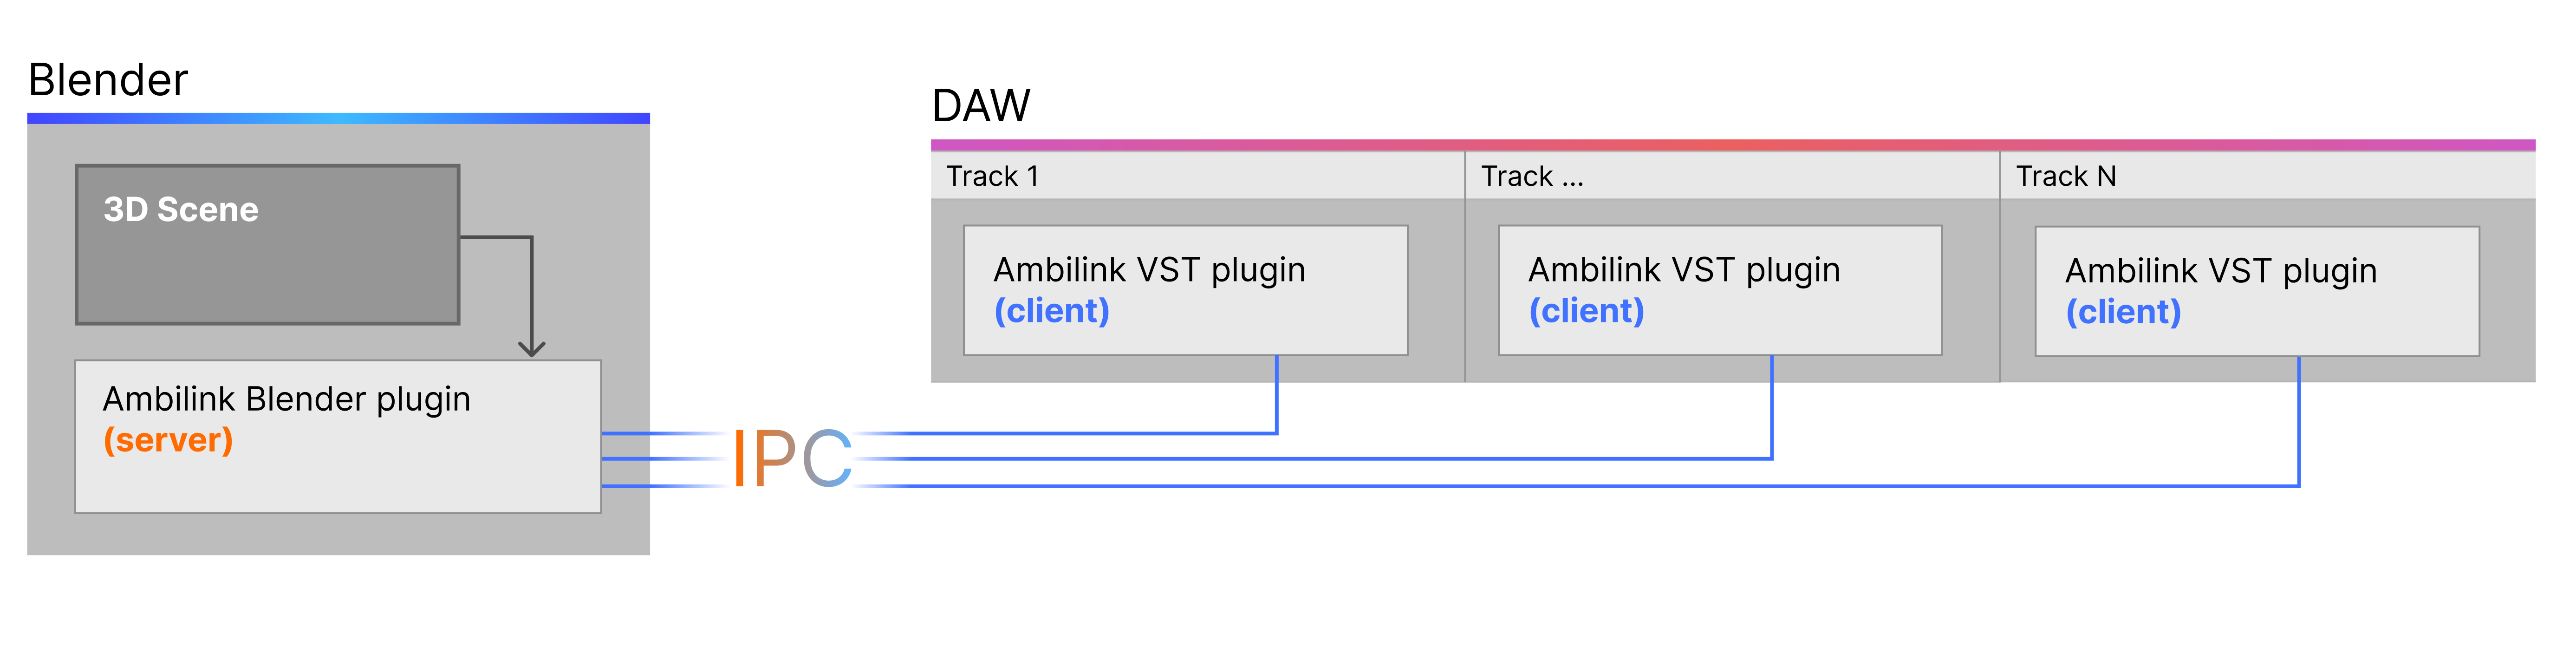 Blender
3D Scene
Ambilink Blender plugin
(server)
IPC
DAW
Track 1
Track ...
Track N
Ambilink VST plugin
(client)
Ambilink VST plugin
(client)
Ambilink VST plugin
(client)